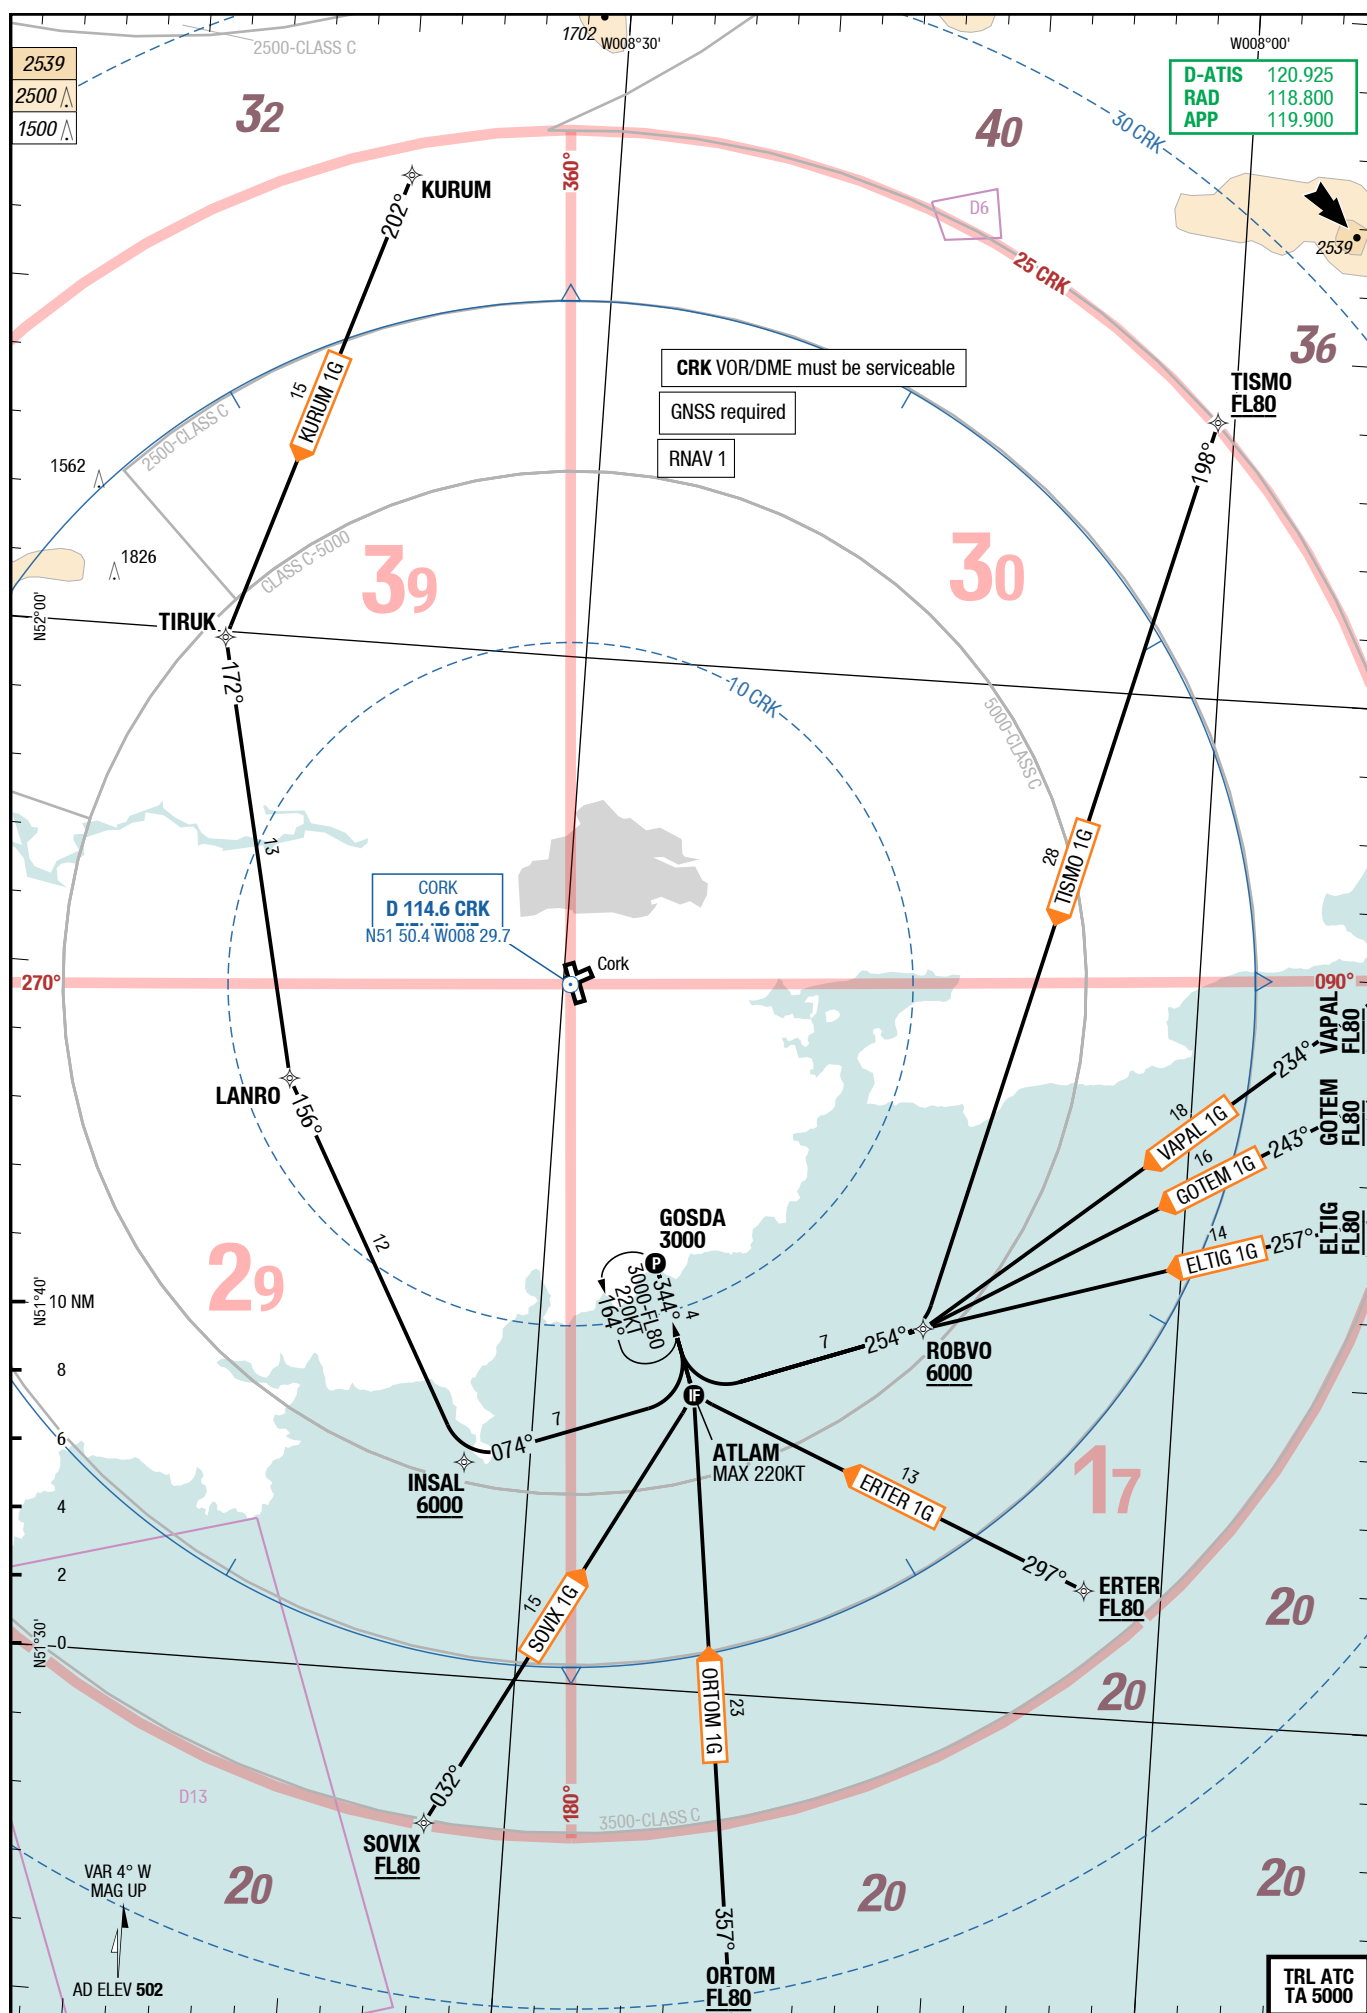 1702
W008°30'
W008°00'
2500-CLASS C
2539
2500
1500
32
40
30 CRK
D-ATIS 120.925
RAD 118.800
APP 119.900
360°
KURUM
202°
D6
2539
25 CRK
36
CRK VOR/DME must be serviceable
GNSS required
RNAV 1
TISMO
FL80
198°
15
KURUM 1G
2500-CLASS C
1562
1826
CLASS C-5000
39
30
N52°00'
TIRUK
172°
10 CRK
5000-CLASS C
13
28
TISMO 1G
CORK
D 114.6 CRK
N51 50.4 W008 29.7
Cork
270°
090°
VAPAL
FL80
234°
LANRO
156°
18
VAPAL 1G
GOTEM
FL80
243°
16
GOTEM 1G
ELTIG
FL80
257°
14
ELTIG 1G
12
GOSDA
3000
P
344°
4
3000-FL80
220KT
164°
29
N51°40'
10 NM
8
6
4
2
0
7
254°
ROBVO
6000
IF
ATLAM
MAX 220KT
7
074°
INSAL
6000
13
ERTER 1G
297°
ERTER
FL80
17
20
15
SOVIX 1G
N51°30'
ORTOM 1G
23
20
032°
D13
180°
3500-CLASS C
SOVIX
FL80
VAR 4° W
MAG UP
20
20
20
357°
AD ELEV 502
ORTOM
FL80
TRL ATC
TA 5000